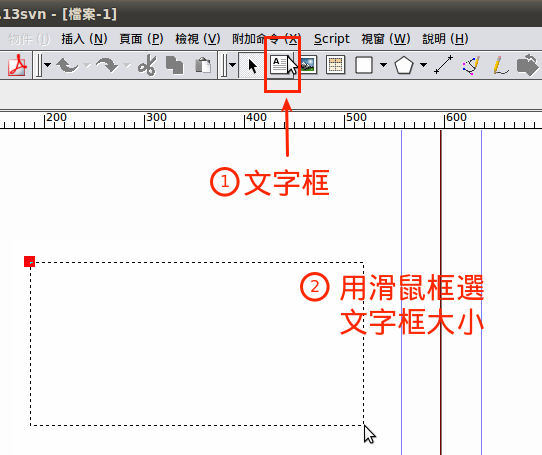 .13svn - [檔案-1]
物件 (I) 插入 (N) 頁面 (P) 檢視 (V) 附加命令 (X) Script 視窗 (W) 說明 (H)
A
200 300 400 500 600
1 文字框
2 用滑鼠框選
文字框大小